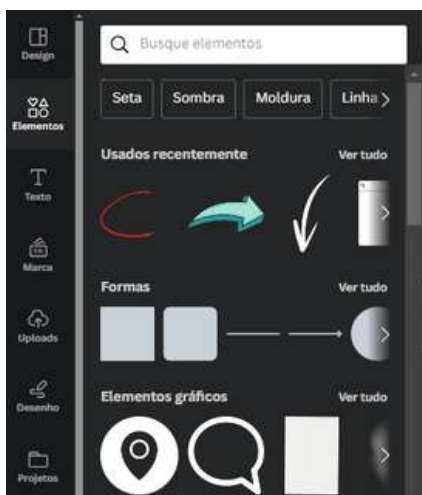 Design
Elementos
Texto
Marca
Uploads
Desenho
Projetos
Busque elementos
Seta Sombra Moldura Linha
Usados recentemente Ver tudo
Formas Ver tudo
Elementos gráficos Ver tudo